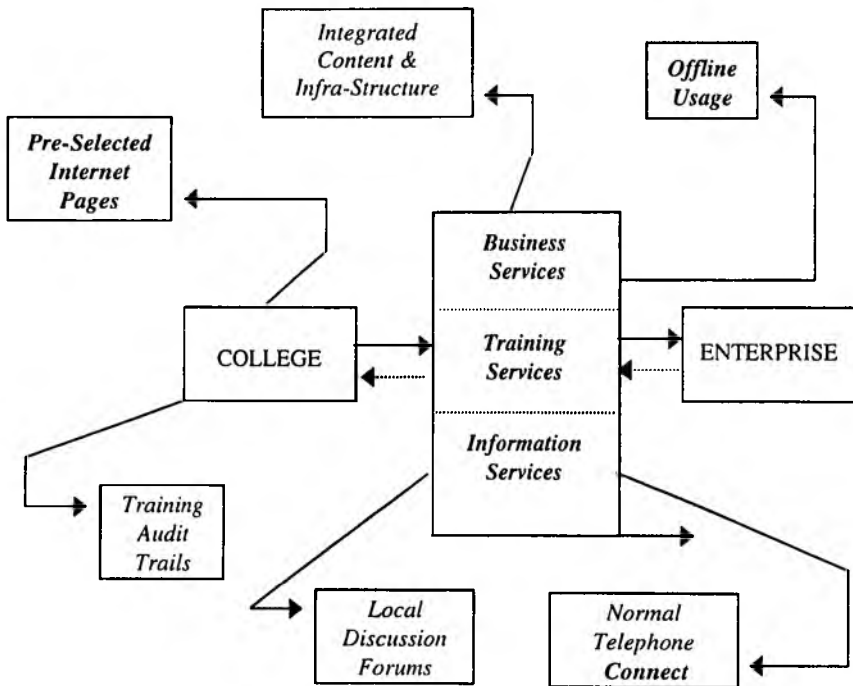 Integrated
Content &
Infra-Structure
Offline
Usage
Pre-Selected
Internet
Pages
Business
Services
COLLEGE
Training
Services
ENTERPRISE
Information
Services
Training
Audit
Trails
Local
Discussion
Forums
Normal
Telephone
Connect